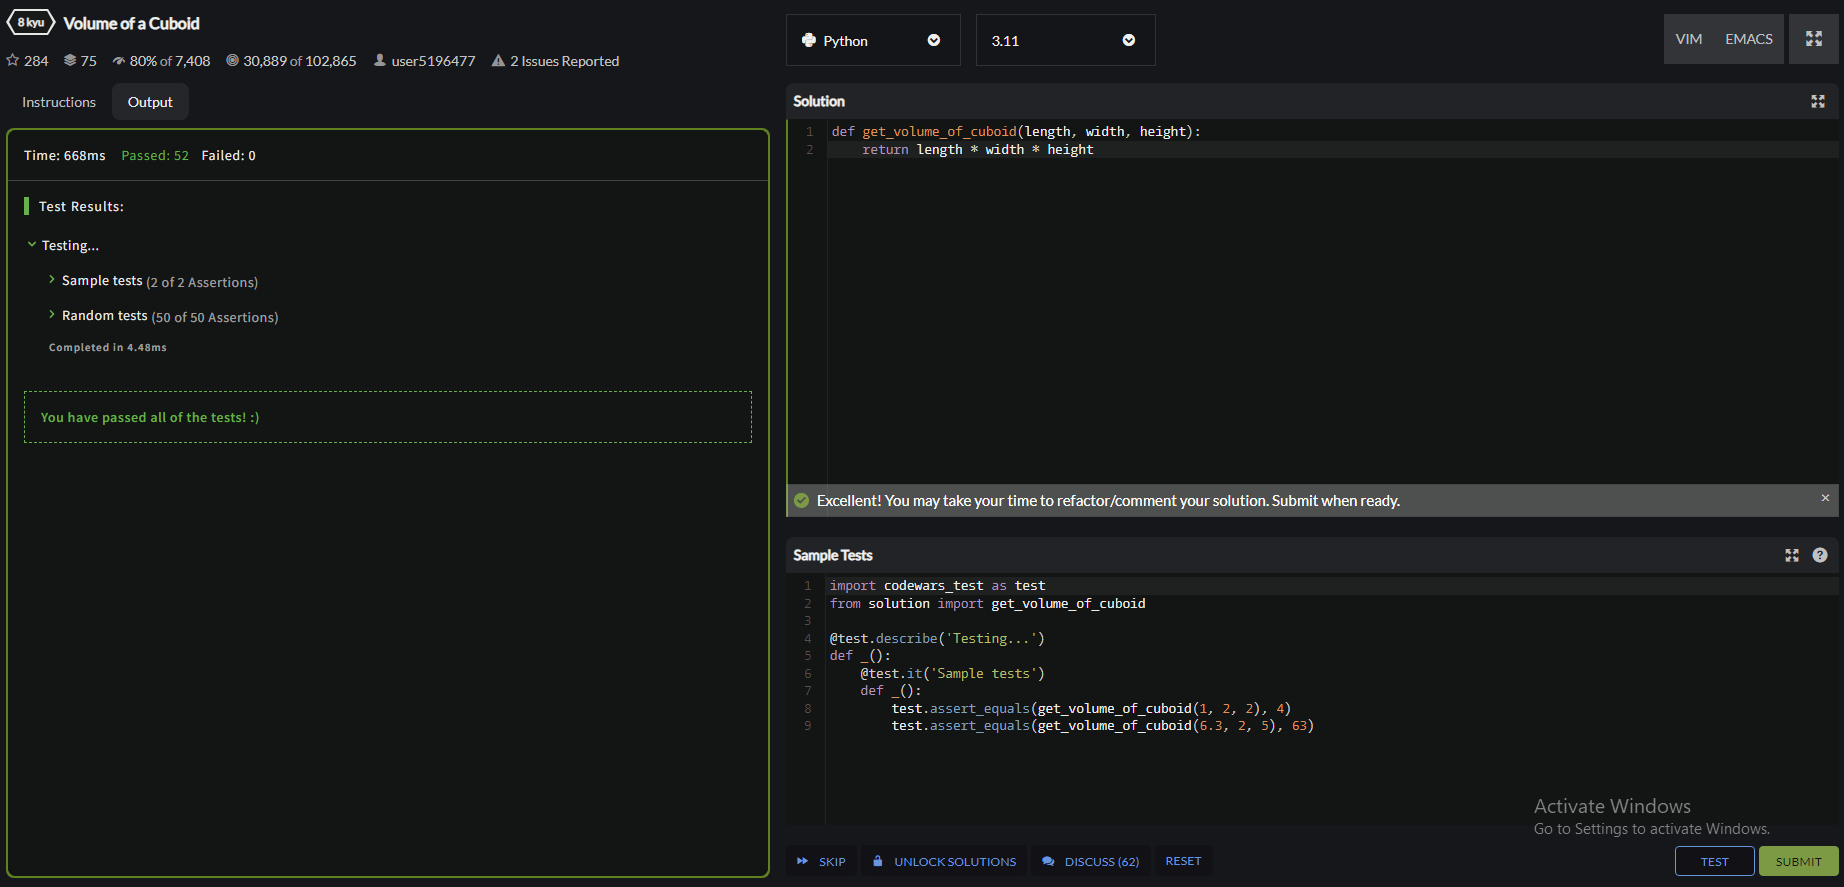 8 kyu Volume of a Cuboid
284 75 80% of 7,408 30,889 of 102,865 user5196477 2 Issues Reported
Instructions Output
Time: 668ms Passed: 52 Failed: 0
Test Results:
Testing...
Sample tests (2 of 2 Assertions)
Random tests (50 of 50 Assertions)
Completed in 4.48ms
You have passed all of the tests! :)
Python 3.11 VIM EMACS
Solution
1 def get_volume_of_cuboid(length, width, height):
2     return length * width * height
Excellent! You may take your time to refactor/comment your solution. Submit when ready. ×
Sample Tests ?
1 import codewars_test as test
2 from solution import get_volume_of_cuboid
3
4 @test.describe('Testing...')
5 def _():
6     @test.it('Sample tests')
7     def _():
8         test.assert_equals(get_volume_of_cuboid(1, 2, 2), 4)
9         test.assert_equals(get_volume_of_cuboid(6.3, 2, 5), 63)
Activate Windows
Go to Settings to activate Windows.
SKIP UNLOCK SOLUTIONS DISCUSS (62) RESET TEST SUBMIT